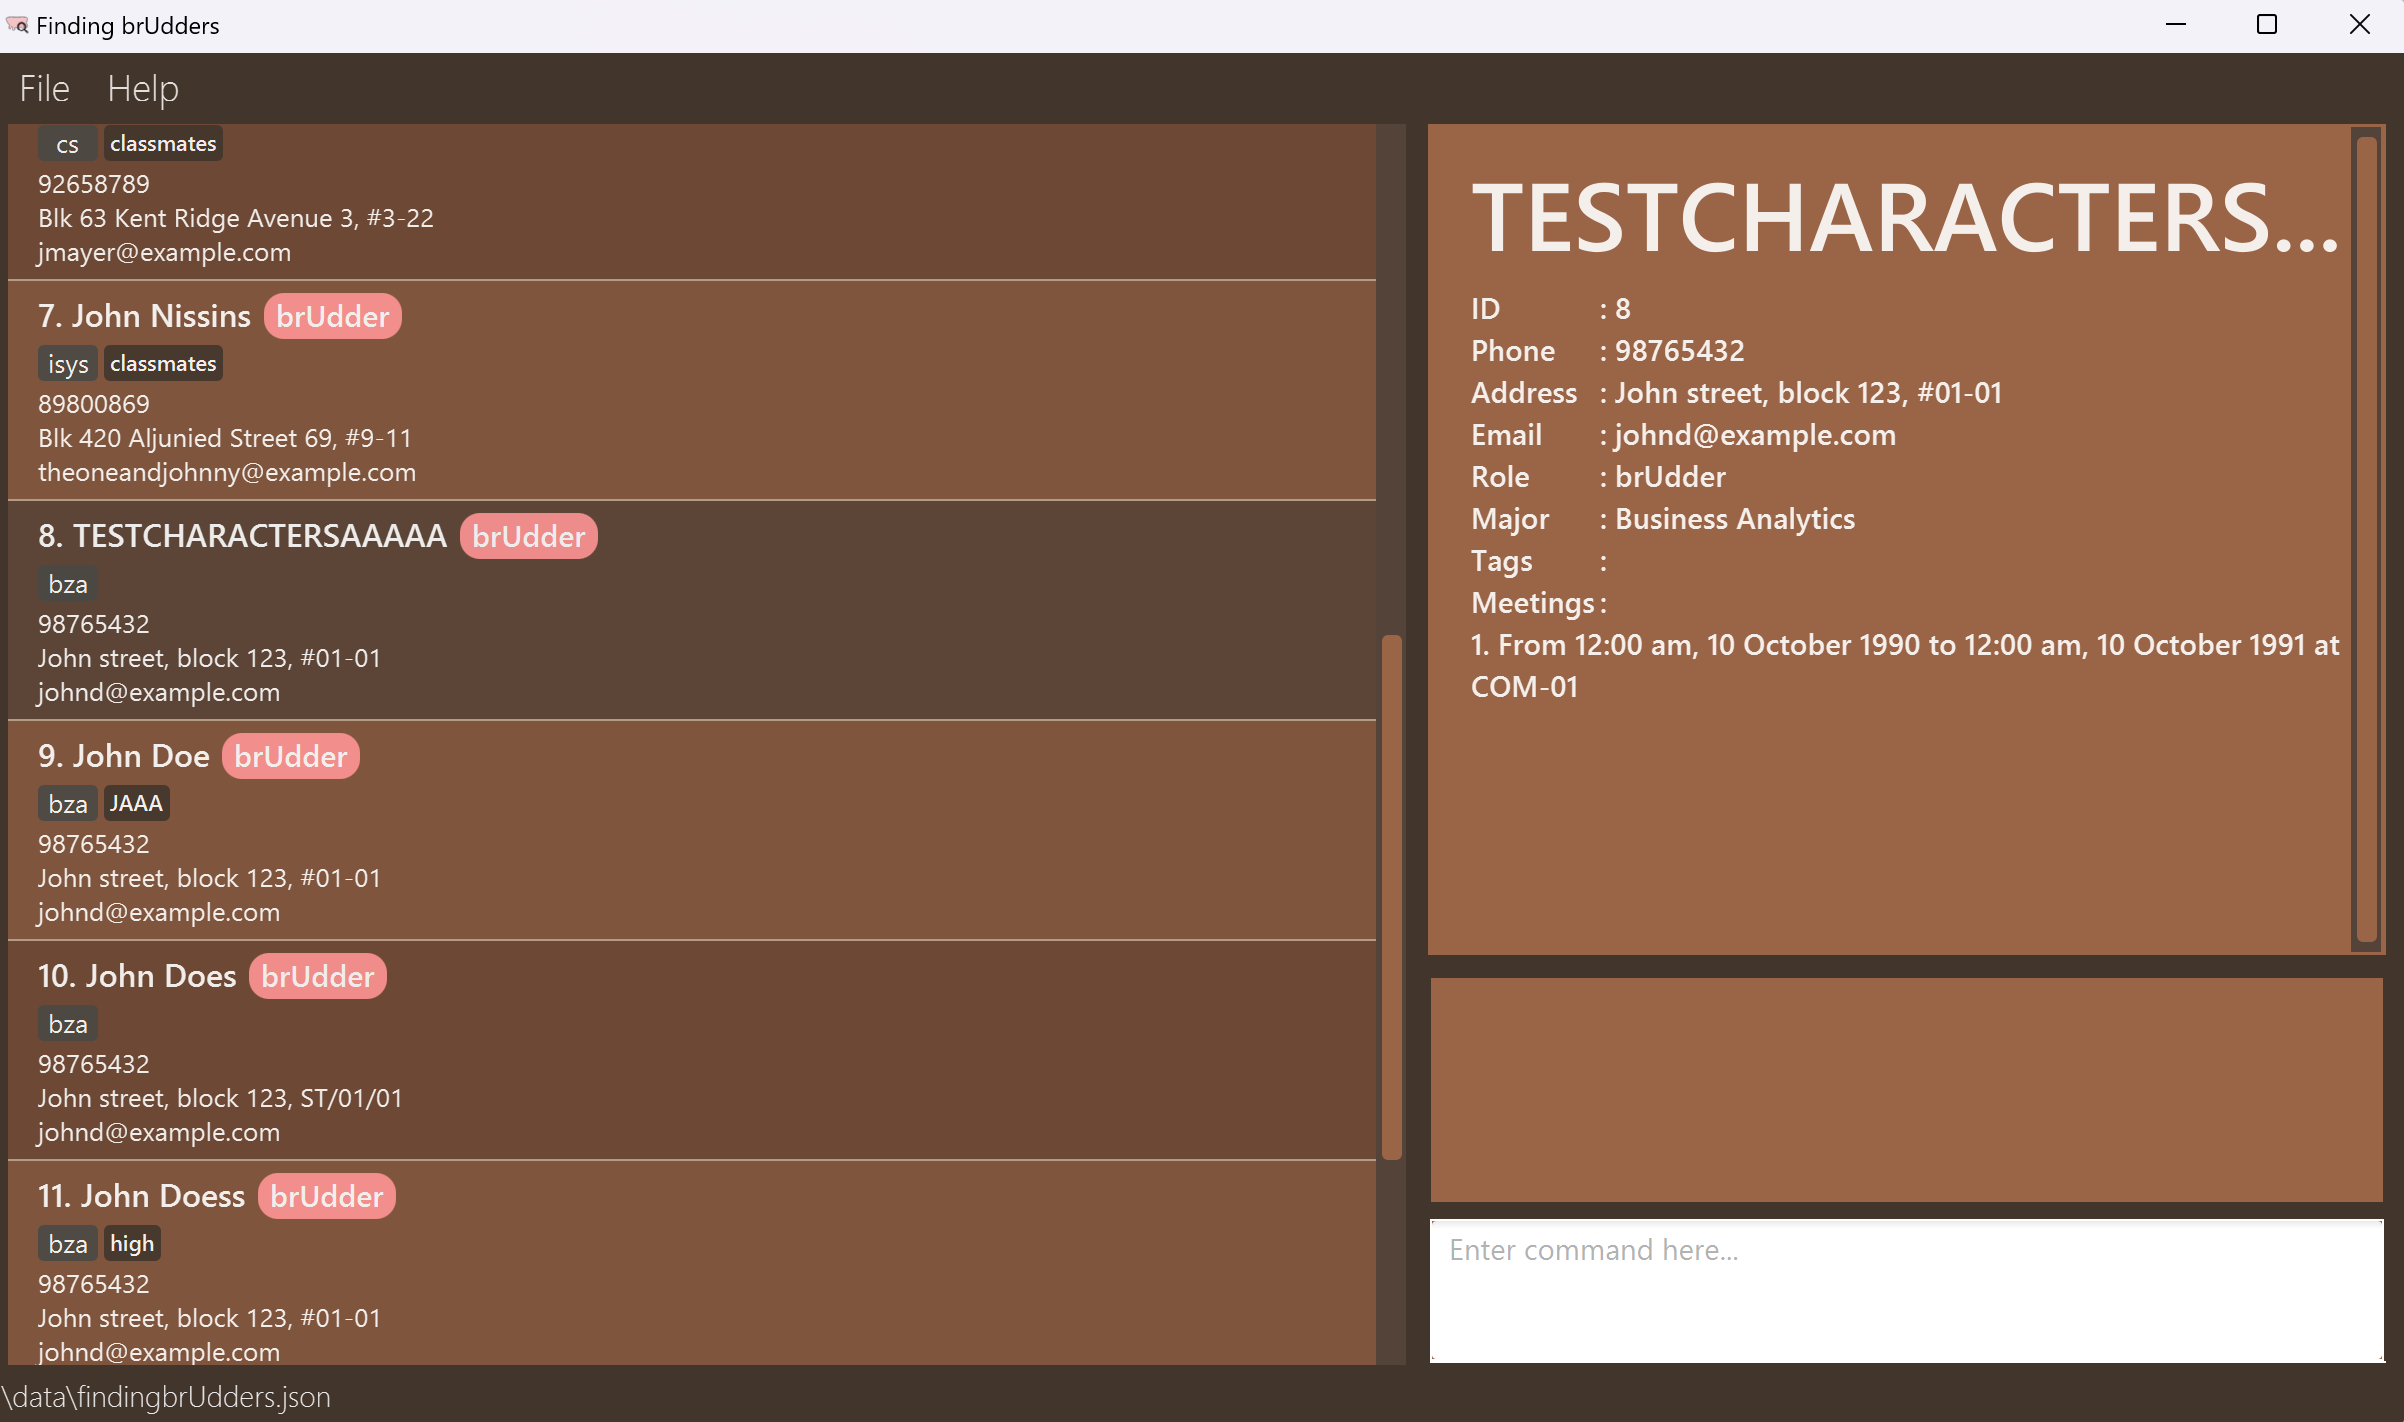 Finding brUdders
File Help
cs classmates
92658789
Blk 63 Kent Ridge Avenue 3, #3-22
jmayer@example.com
7. John Nissins brUdder
isys classmates
89800869
Blk 420 Aljunied Street 69, #9-11
theoneandjohnny@example.com
8. TESTCHARACTERSAAAAA brUdder
bza
98765432
John street, block 123, #01-01
johnd@example.com
9. John Doe brUdder
bza JAAA
98765432
John street, block 123, #01-01
johnd@example.com
10. John Does brUdder
bza
98765432
John street, block 123, ST/01/01
johnd@example.com
11. John Doess brUdder
bza high
98765432
John street, block 123, #01-01
johnd@example.com
TESTCHARACTERS...
ID : 8
Phone : 98765432
Address : John street, block 123, #01-01
Email : johnd@example.com
Role : brUdder
Major : Business Analytics
Tags :
Meetings :
1. From 12:00 am, 10 October 1990 to 12:00 am, 10 October 1991 at
COM-01
Enter command here...
\data\findingbrUdders.json